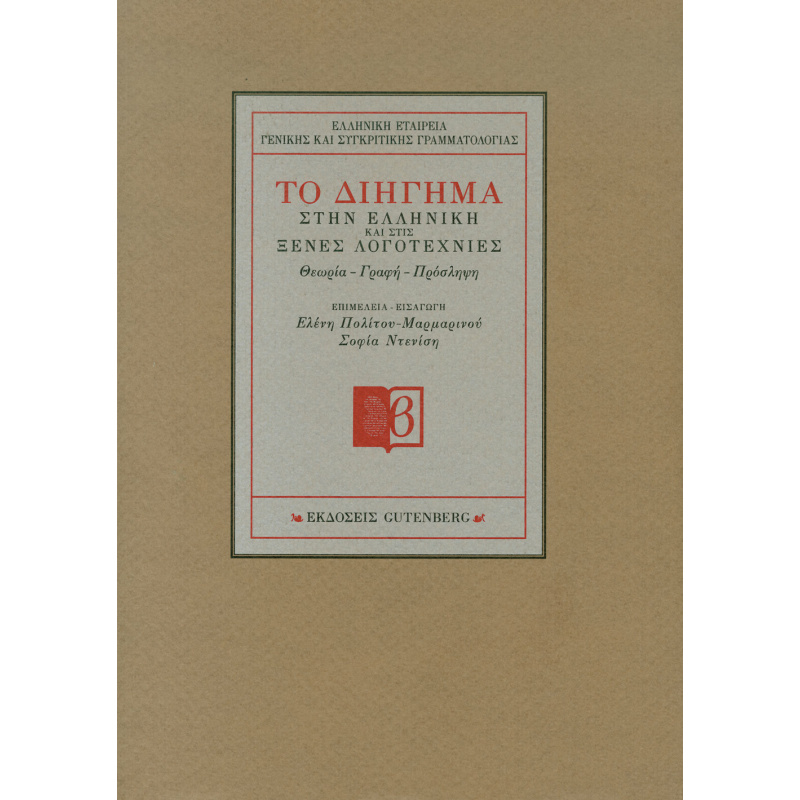 ΕΛΛΗΝΙΚΗ ΕΤΑΙΡΕΙΑ
ΓΕΝΙΚΗΣ ΚΑΙ ΣΥΓΚΡΙΤΙΚΗΣ ΓΡΑΜΜΑΤΟΛΟΓΙΑΣ
ΤΟ ΔΙΗΓΗΜΑ
ΣΤΗΝ ΕΛΛΗΝΙΚΗ
ΚΑΙ ΣΤΙΣ
ΞΕΝΕΣ ΛΟΓΟΤΕΧΝΙΕΣ
Θεωρία – Γραφή – Πρόσληψη
ΕΠΙΜΕΛΕΙΑ - ΕΙΣΑΓΩΓΗ
Ελένη Πολίτου-Μαρμαρινού
Σοφία Ντενίση
β
ΕΚΔΟΣΕΙΣ GUTENBERG